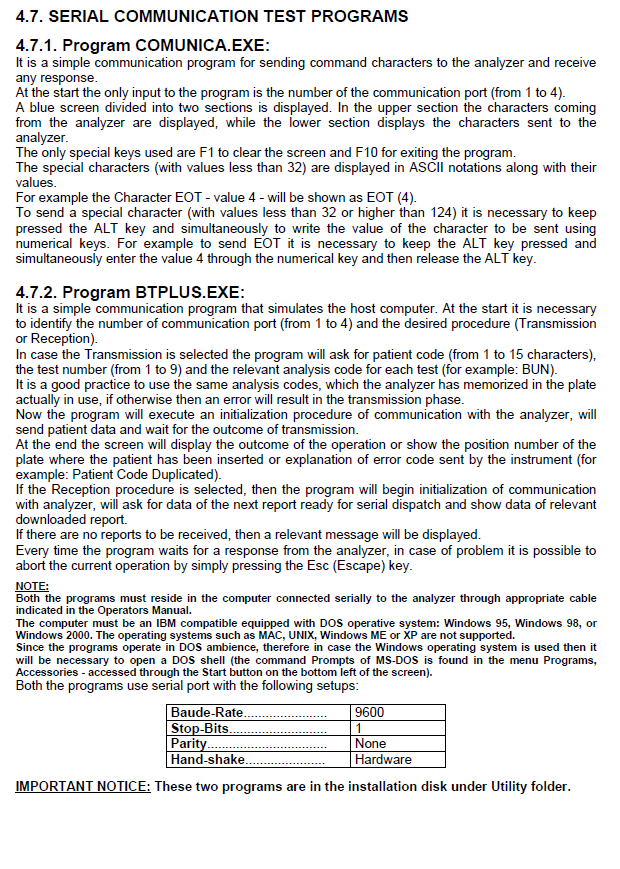 4.7. SERIAL COMMUNICATION TEST PROGRAMS
4.7.1. Program COMUNICA.EXE:
It is a simple communication program for sending command characters to the analyzer and receive
any response.
At the start the only input to the program is the number of the communication port (from 1 to 4).
A blue screen divided into two sections is displayed. In the upper section the characters coming
from the analyzer are displayed, while the lower section displays the characters sent to the
analyzer.
The only special keys used are F1 to clear the screen and F10 for exiting the program.
The special characters (with values less than 32) are displayed in ASCII notations along with their
values.
For example the Character EOT - value 4 - will be shown as EOT (4).
To send a special character (with values less than 32 or higher than 124) it is necessary to keep
pressed the ALT key and simultaneously to write the value of the character to be sent using
numerical keys. For example to send EOT it is necessary to keep the ALT key pressed and
simultaneously enter the value 4 through the numerical key and then release the ALT key.
4.7.2. Program BTPLUS.EXE:
It is a simple communication program that simulates the host computer. At the start it is necessary
to identify the number of communication port (from 1 to 4) and the desired procedure (Transmission
or Reception).
In case the Transmission is selected the program will ask for patient code (from 1 to 15 characters),
the test number (from 1 to 9) and the relevant analysis code for each test (for example: BUN).
It is a good practice to use the same analysis codes, which the analyzer has memorized in the plate
actually in use, if otherwise then an error will result in the transmission phase.
Now the program will execute an initialization procedure of communication with the analyzer, will
send patient data and wait for the outcome of transmission.
At the end the screen will display the outcome of the operation or show the position number of the
plate where the patient has been inserted or explanation of error code sent by the instrument (for
example: Patient Code Duplicated).
If the Reception procedure is selected, then the program will begin initialization of communication
with analyzer, will ask for data of the next report ready for serial dispatch and show data of relevant
downloaded report.
If there are no reports to be received, then a relevant message will be displayed.
Every time the program waits for a response from the analyzer, in case of problem it is possible to
abort the current operation by simply pressing the Esc (Escape) key.
NOTE:
Both the programs must reside in the computer connected serially to the analyzer through appropriate cable
indicated in the Operators Manual.
The computer must be an IBM compatible equipped with DOS operative system: Windows 95, Windows 98, or
Windows 2000. The operating systems such as MAC, UNIX, Windows ME or XP are not supported.
Since the programs operate in DOS ambience, therefore in case the Windows operating system is used then it
will be necessary to open a DOS shell (the command Prompts of MS-DOS is found in the menu Programs,
Accessories - accessed through the Start button on the bottom left of the screen).
Both the programs use serial port with the following setups:
Baude-Rate....................... 9600
Stop-Bits........................... 1
Parity................................. None
Hand-shake...................... Hardware
IMPORTANT NOTICE: These two programs are in the installation disk under Utility folder.